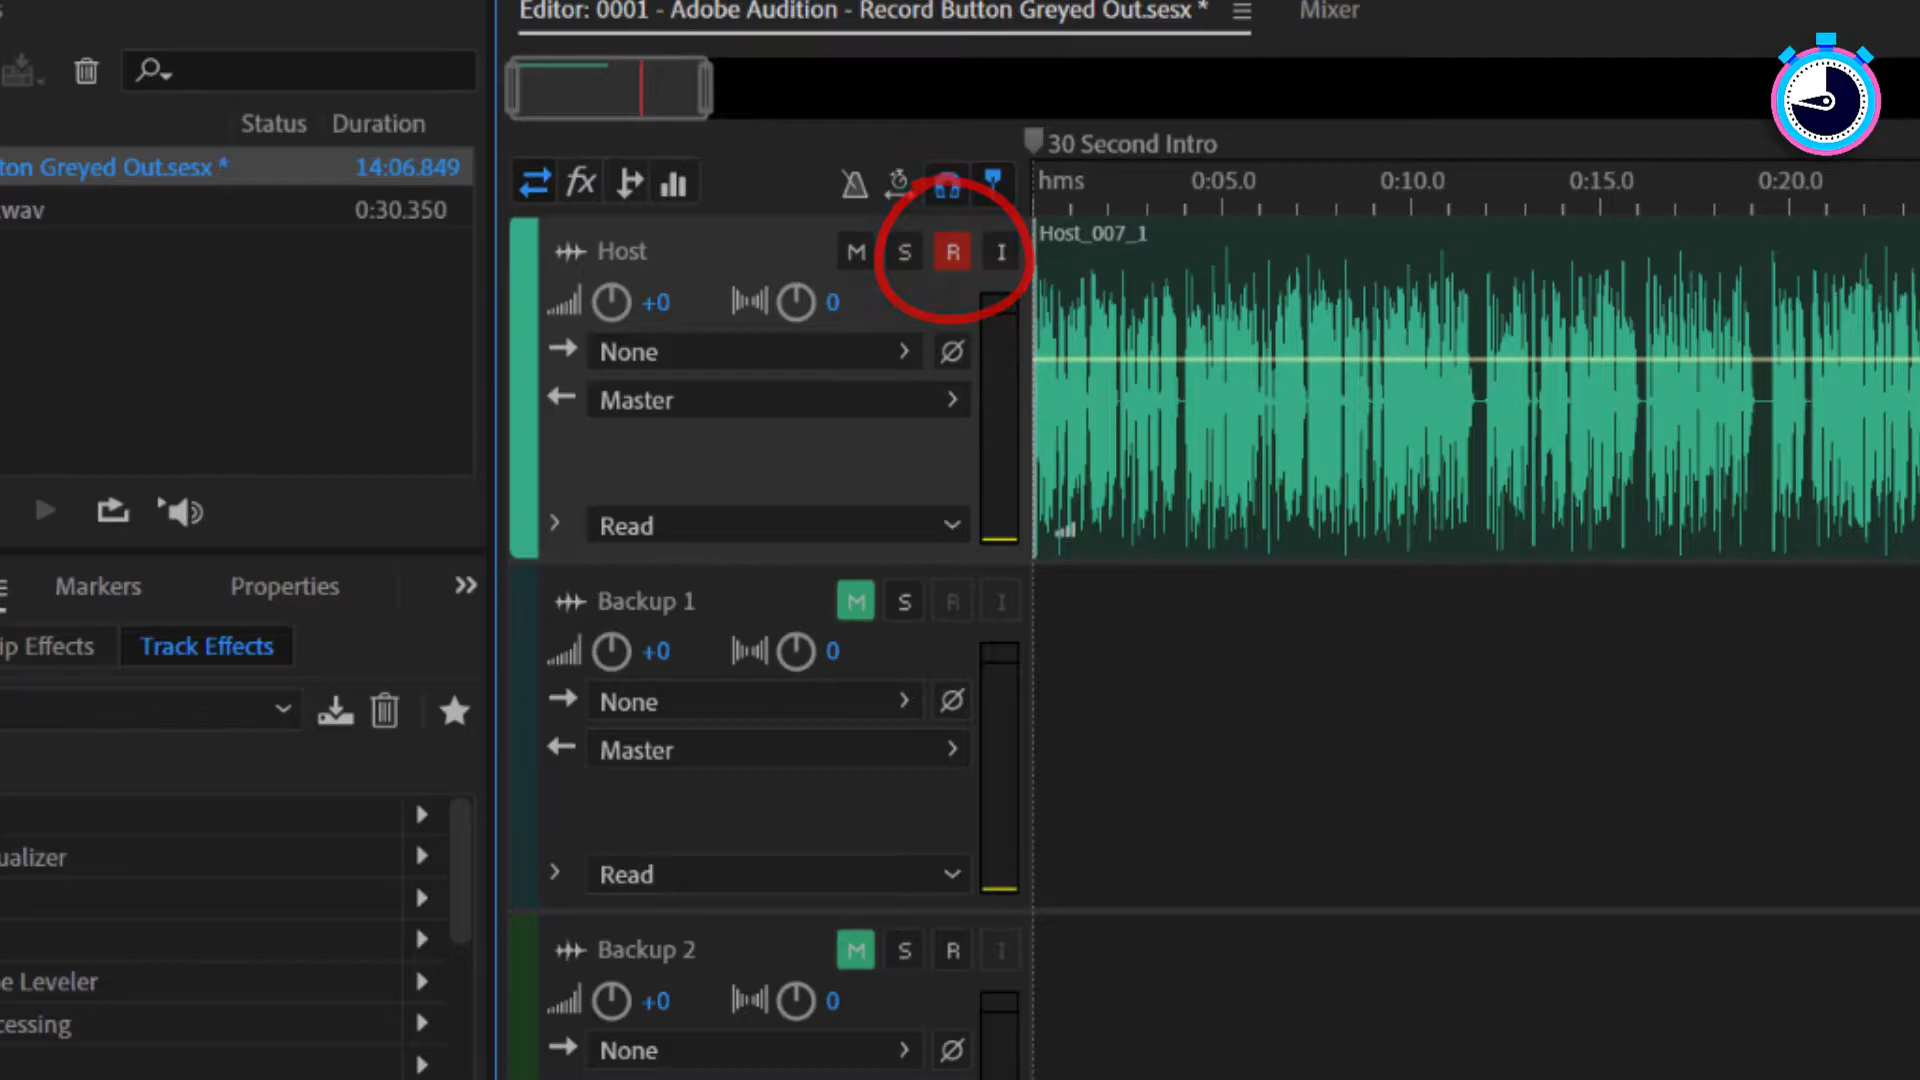 Editor: 0001 - Adobe Audition - Record Button Greyed Out.sesx *
Mixer
Status Duration
ton Greyed Out.sesx * 14:06.849
wav 0:30.350
30 Second Intro
fx
hms 0:05.0 0:10.0 0:15.0 0:20.0
Host M S R I
Host_007_1
+0 0
None
Master
Read
Markers Properties
ip Effects Track Effects
Backup 1 M S R I
+0 0
None
Master
Read
ualizer
e Leveler
cessing
Backup 2 M S R I
+0 0
None